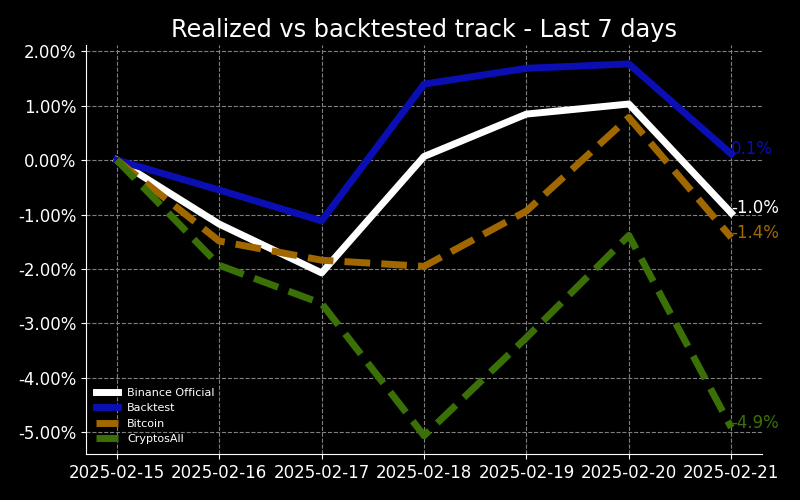 Realized vs backtested track - Last 7 days
2.00%
1.00%
0.00%
-1.00%
-2.00%
-3.00%
-4.00%
-5.00%
0.1%
-1.0%
-1.4%
-4.9%
Binance Official
Backtest
Bitcoin
CryptosAll
2025-02-15 2025-02-16 2025-02-17 2025-02-18 2025-02-19 2025-02-20 2025-02-21